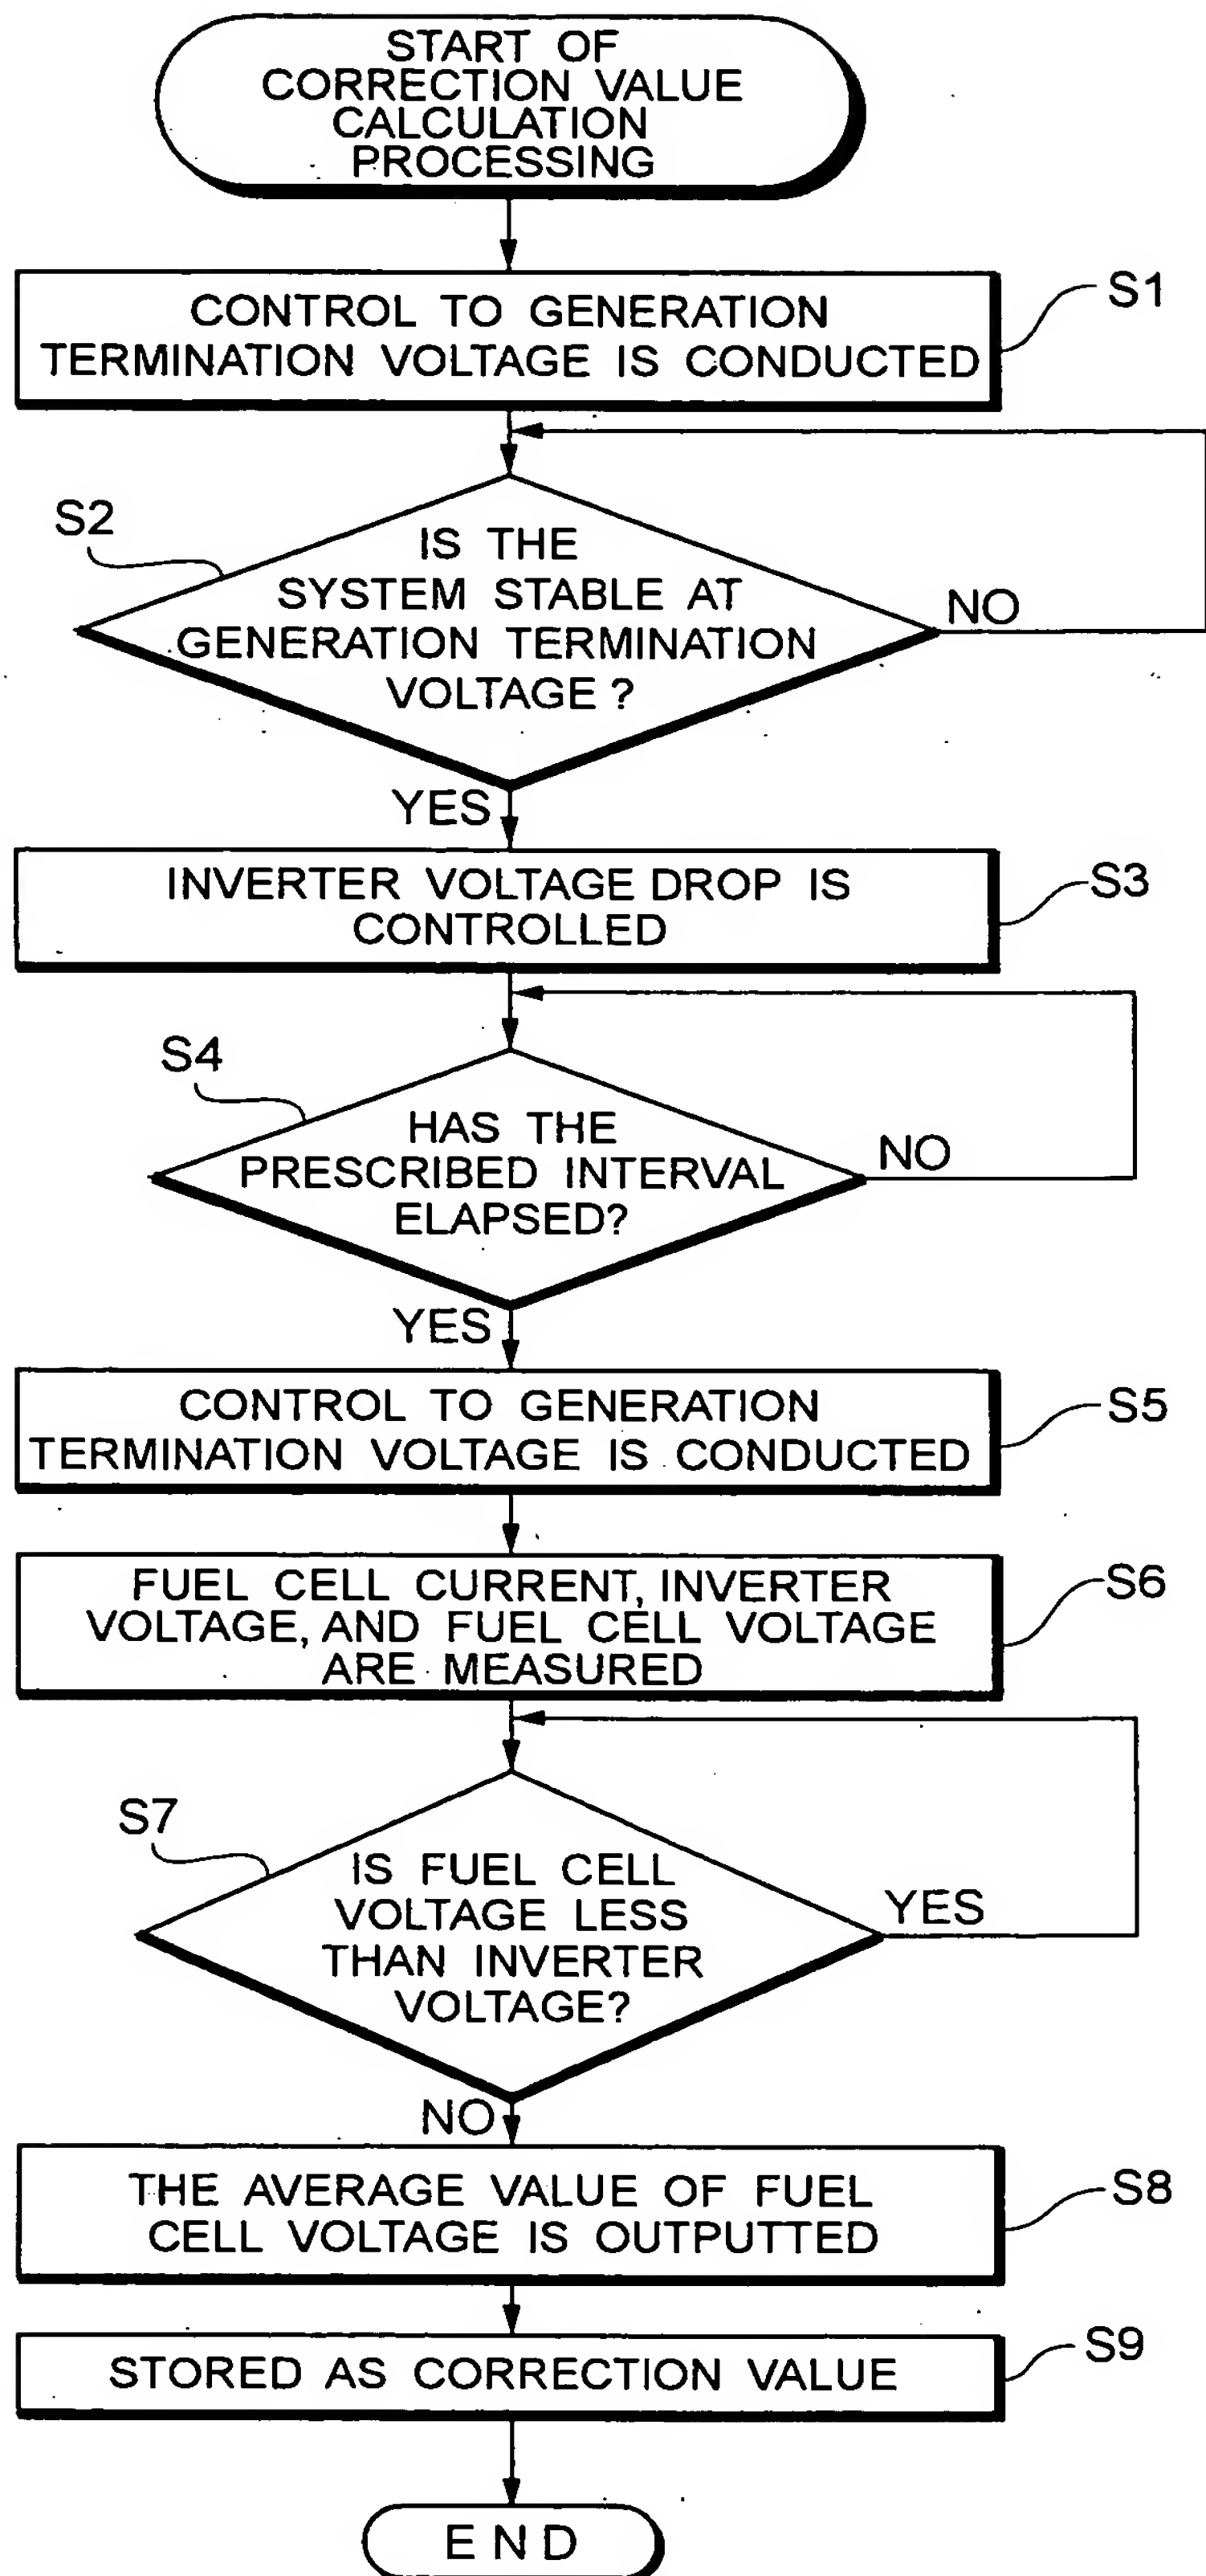 START OF
CORRECTION VALUE
CALCULATION
PROCESSING
CONTROL TO GENERATION
TERMINATION VOLTAGE IS CONDUCTED
S1
S2
IS THE
SYSTEM STABLE AT
GENERATION TERMINATION
VOLTAGE ?
NO
YES
INVERTER VOLTAGE DROP IS
CONTROLLED
S3
S4
HAS THE
PRESCRIBED INTERVAL
ELAPSED?
NO
YES
CONTROL TO GENERATION
TERMINATION VOLTAGE IS CONDUCTED
S5
FUEL CELL CURRENT, INVERTER
VOLTAGE, AND FUEL CELL VOLTAGE
ARE MEASURED
S6
S7
IS FUEL CELL
VOLTAGE LESS
THAN INVERTER
VOLTAGE?
YES
NO
THE AVERAGE VALUE OF FUEL
CELL VOLTAGE IS OUTPUTTED
S8
STORED AS CORRECTION VALUE
S9
END